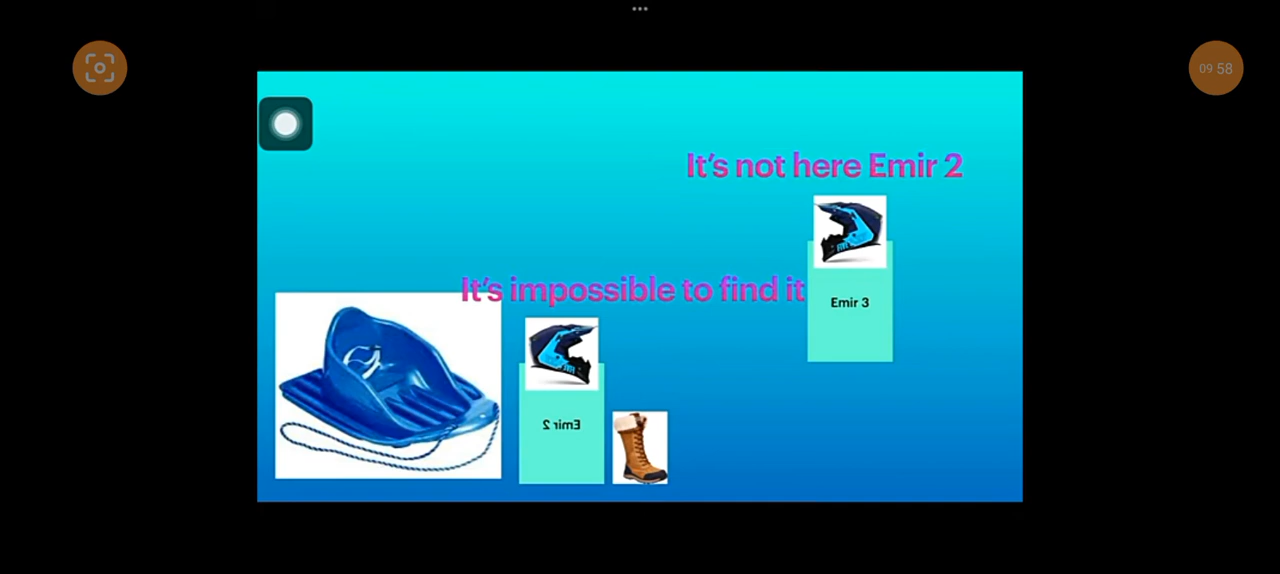 09 58
It's not here Emir 2
It's impossible to find it
Emir 3
Emir 2